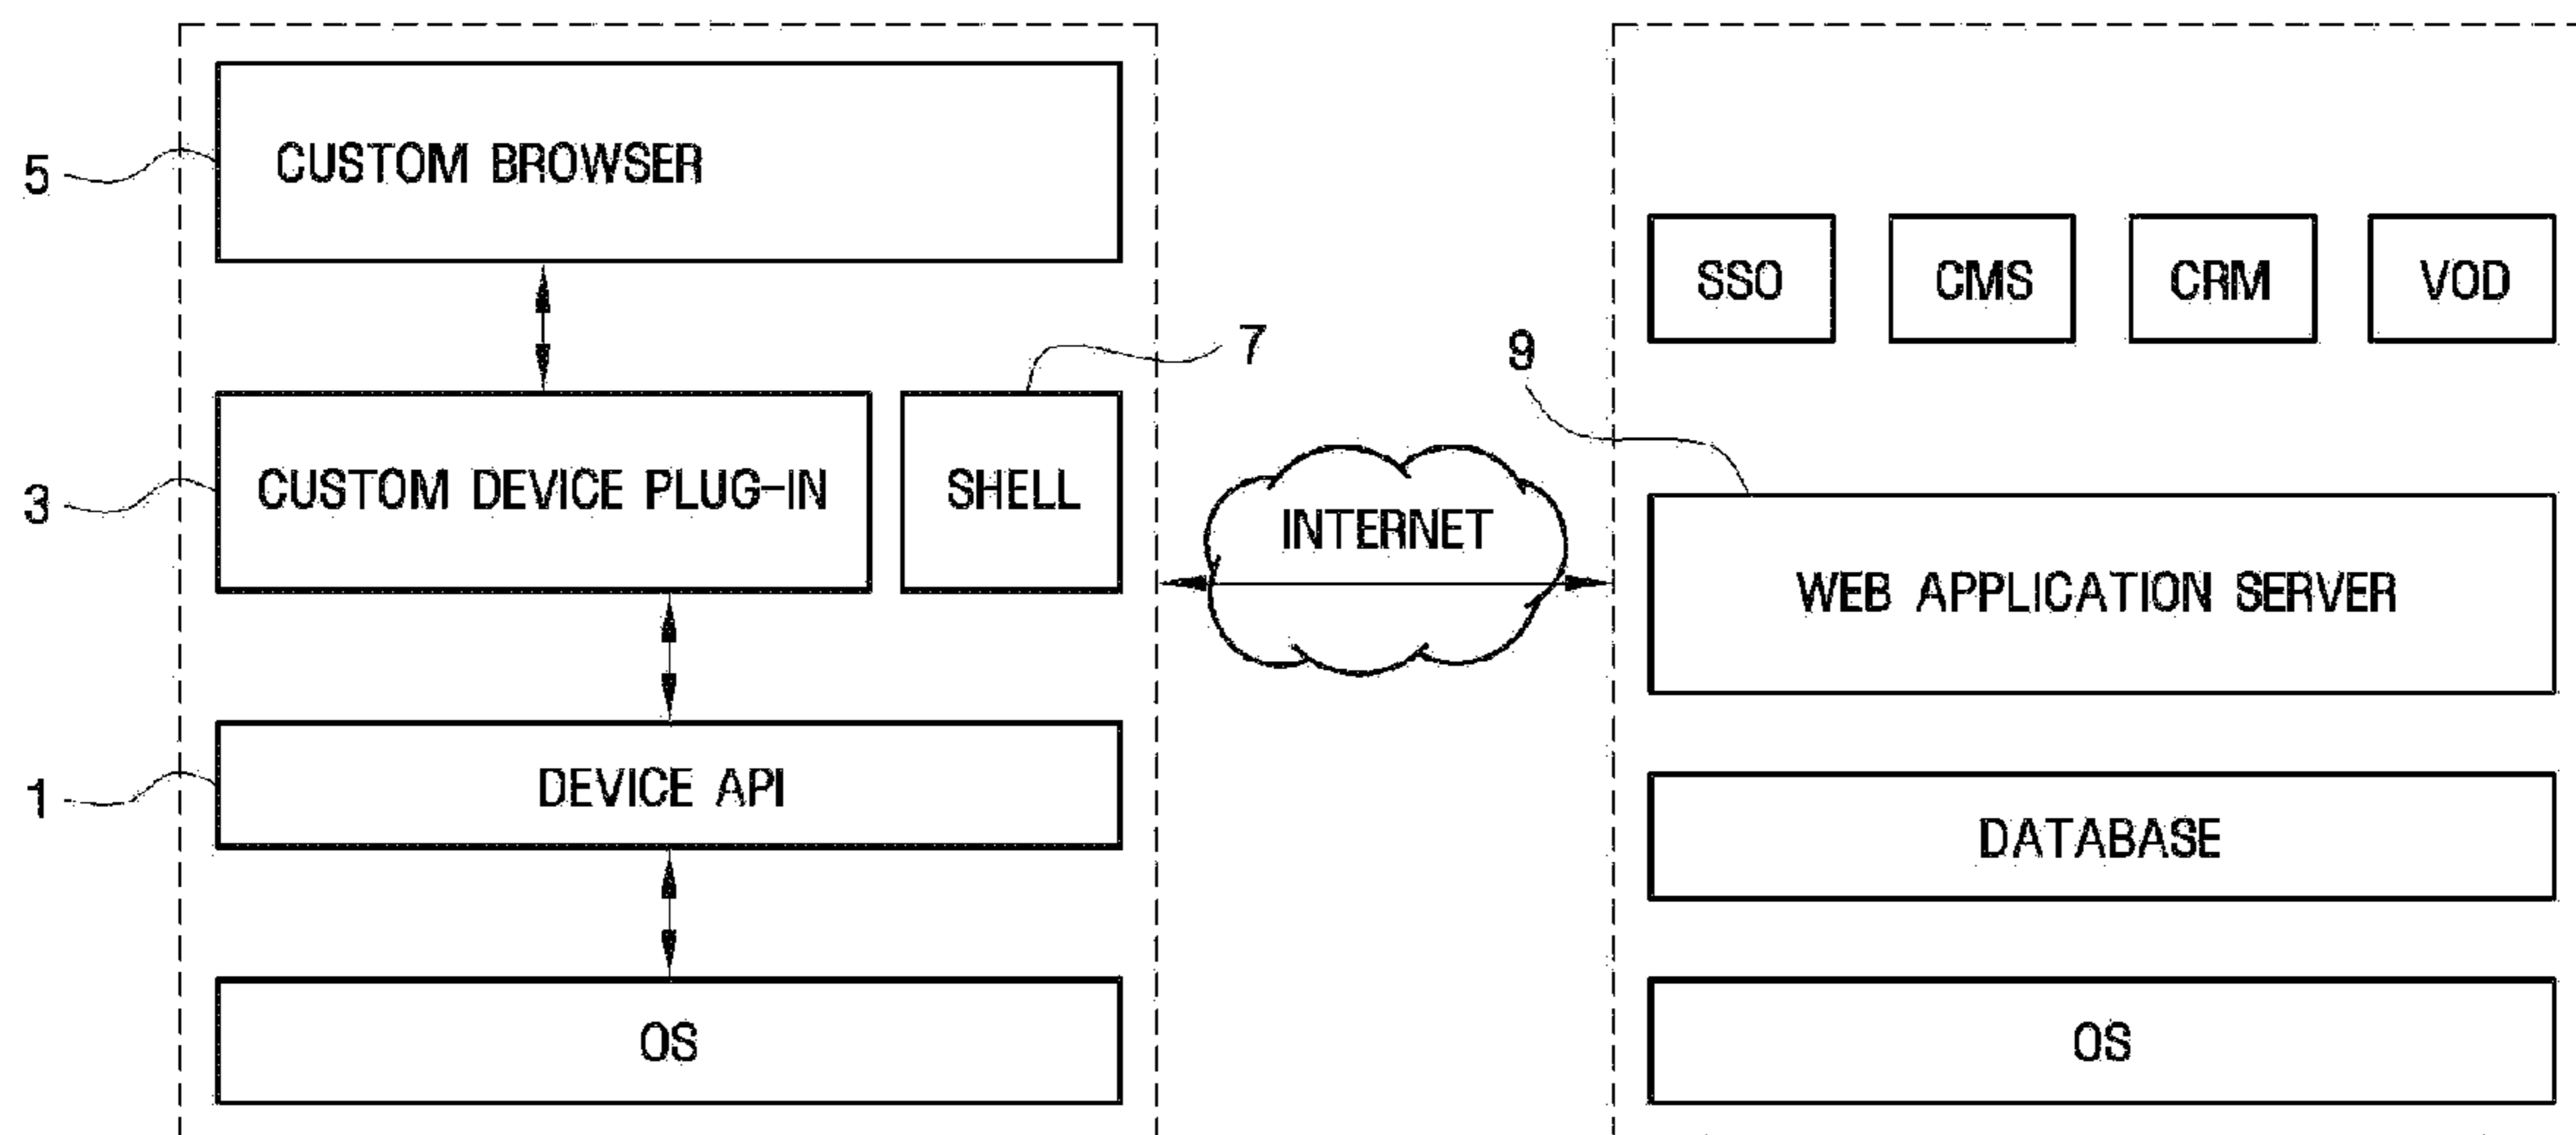 5
CUSTOM BROWSER
7
3
CUSTOM DEVICE PLUG-IN
SHELL
1
DEVICE API
OS
INTERNET
SSO
CMS
CRM
VOD
9
WEB APPLICATION SERVER
DATABASE
OS